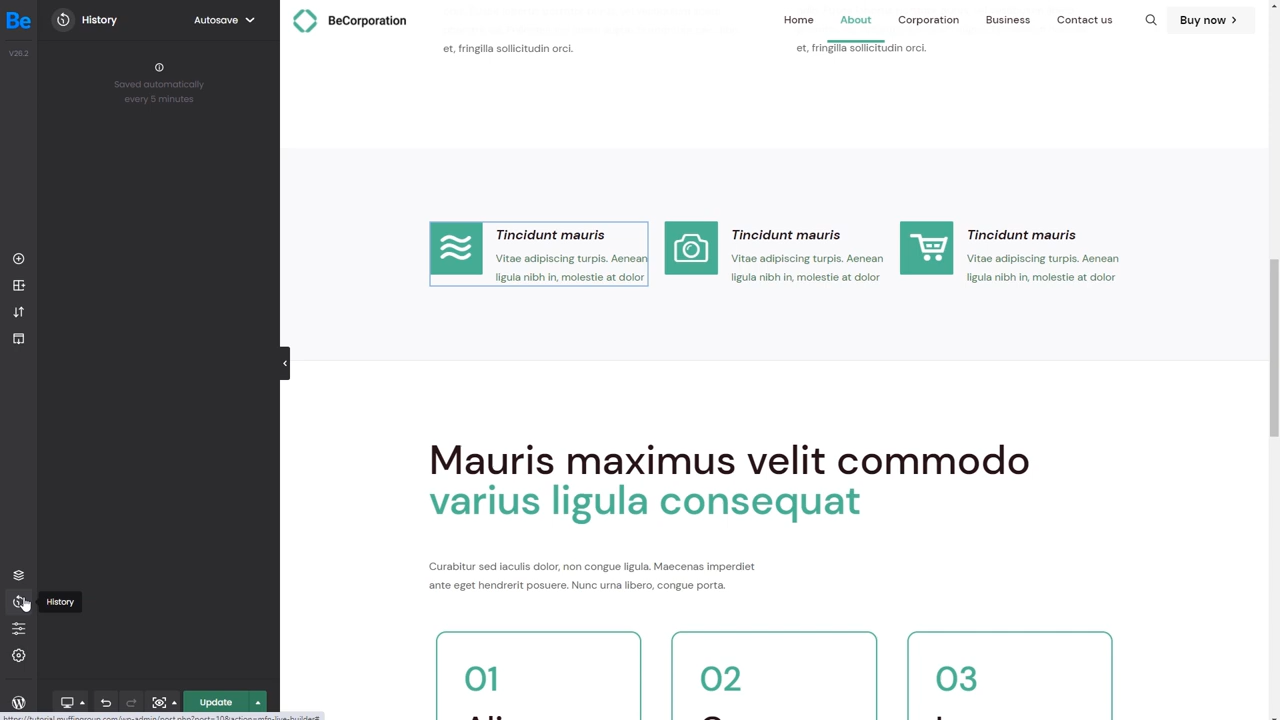 Be
History
Autosave
V28.2
Saved automatically
every 5 minutes
History
Update
BeCorporation
Home
About
Corporation
Business
Contact us
Buy now
et, fringilla sollicitudin orci.
et, fringilla sollicitudin orci.
Tincidunt mauris
Vitae adipiscing turpis. Aenean
ligula nibh in, molestie at dolor
Tincidunt mauris
Vitae adipiscing turpis. Aenean
ligula nibh in, molestie at dolor
Tincidunt mauris
Vitae adipiscing turpis. Aenean
ligula nibh in, molestie at dolor
Mauris maximus velit commodo
varius ligula consequat
Curabitur sed iaculis dolor, non congue ligula. Maecenas imperdiet
ante eget hendrerit posuere. Nunc urna libero, congue porta.
01
02
03